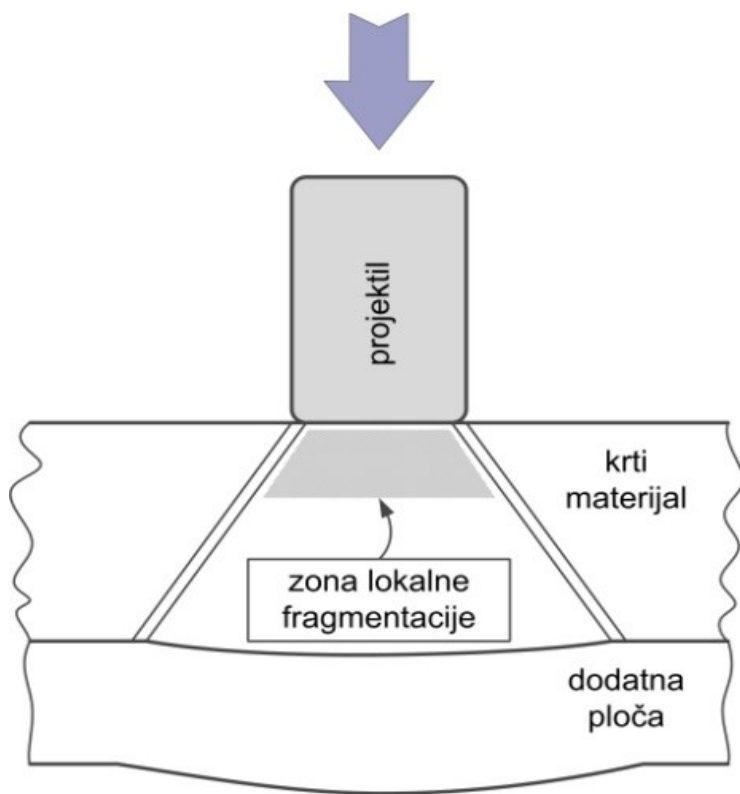 projektil
krti
materijal
zona lokalne
fragmentacije
dodatna
ploča